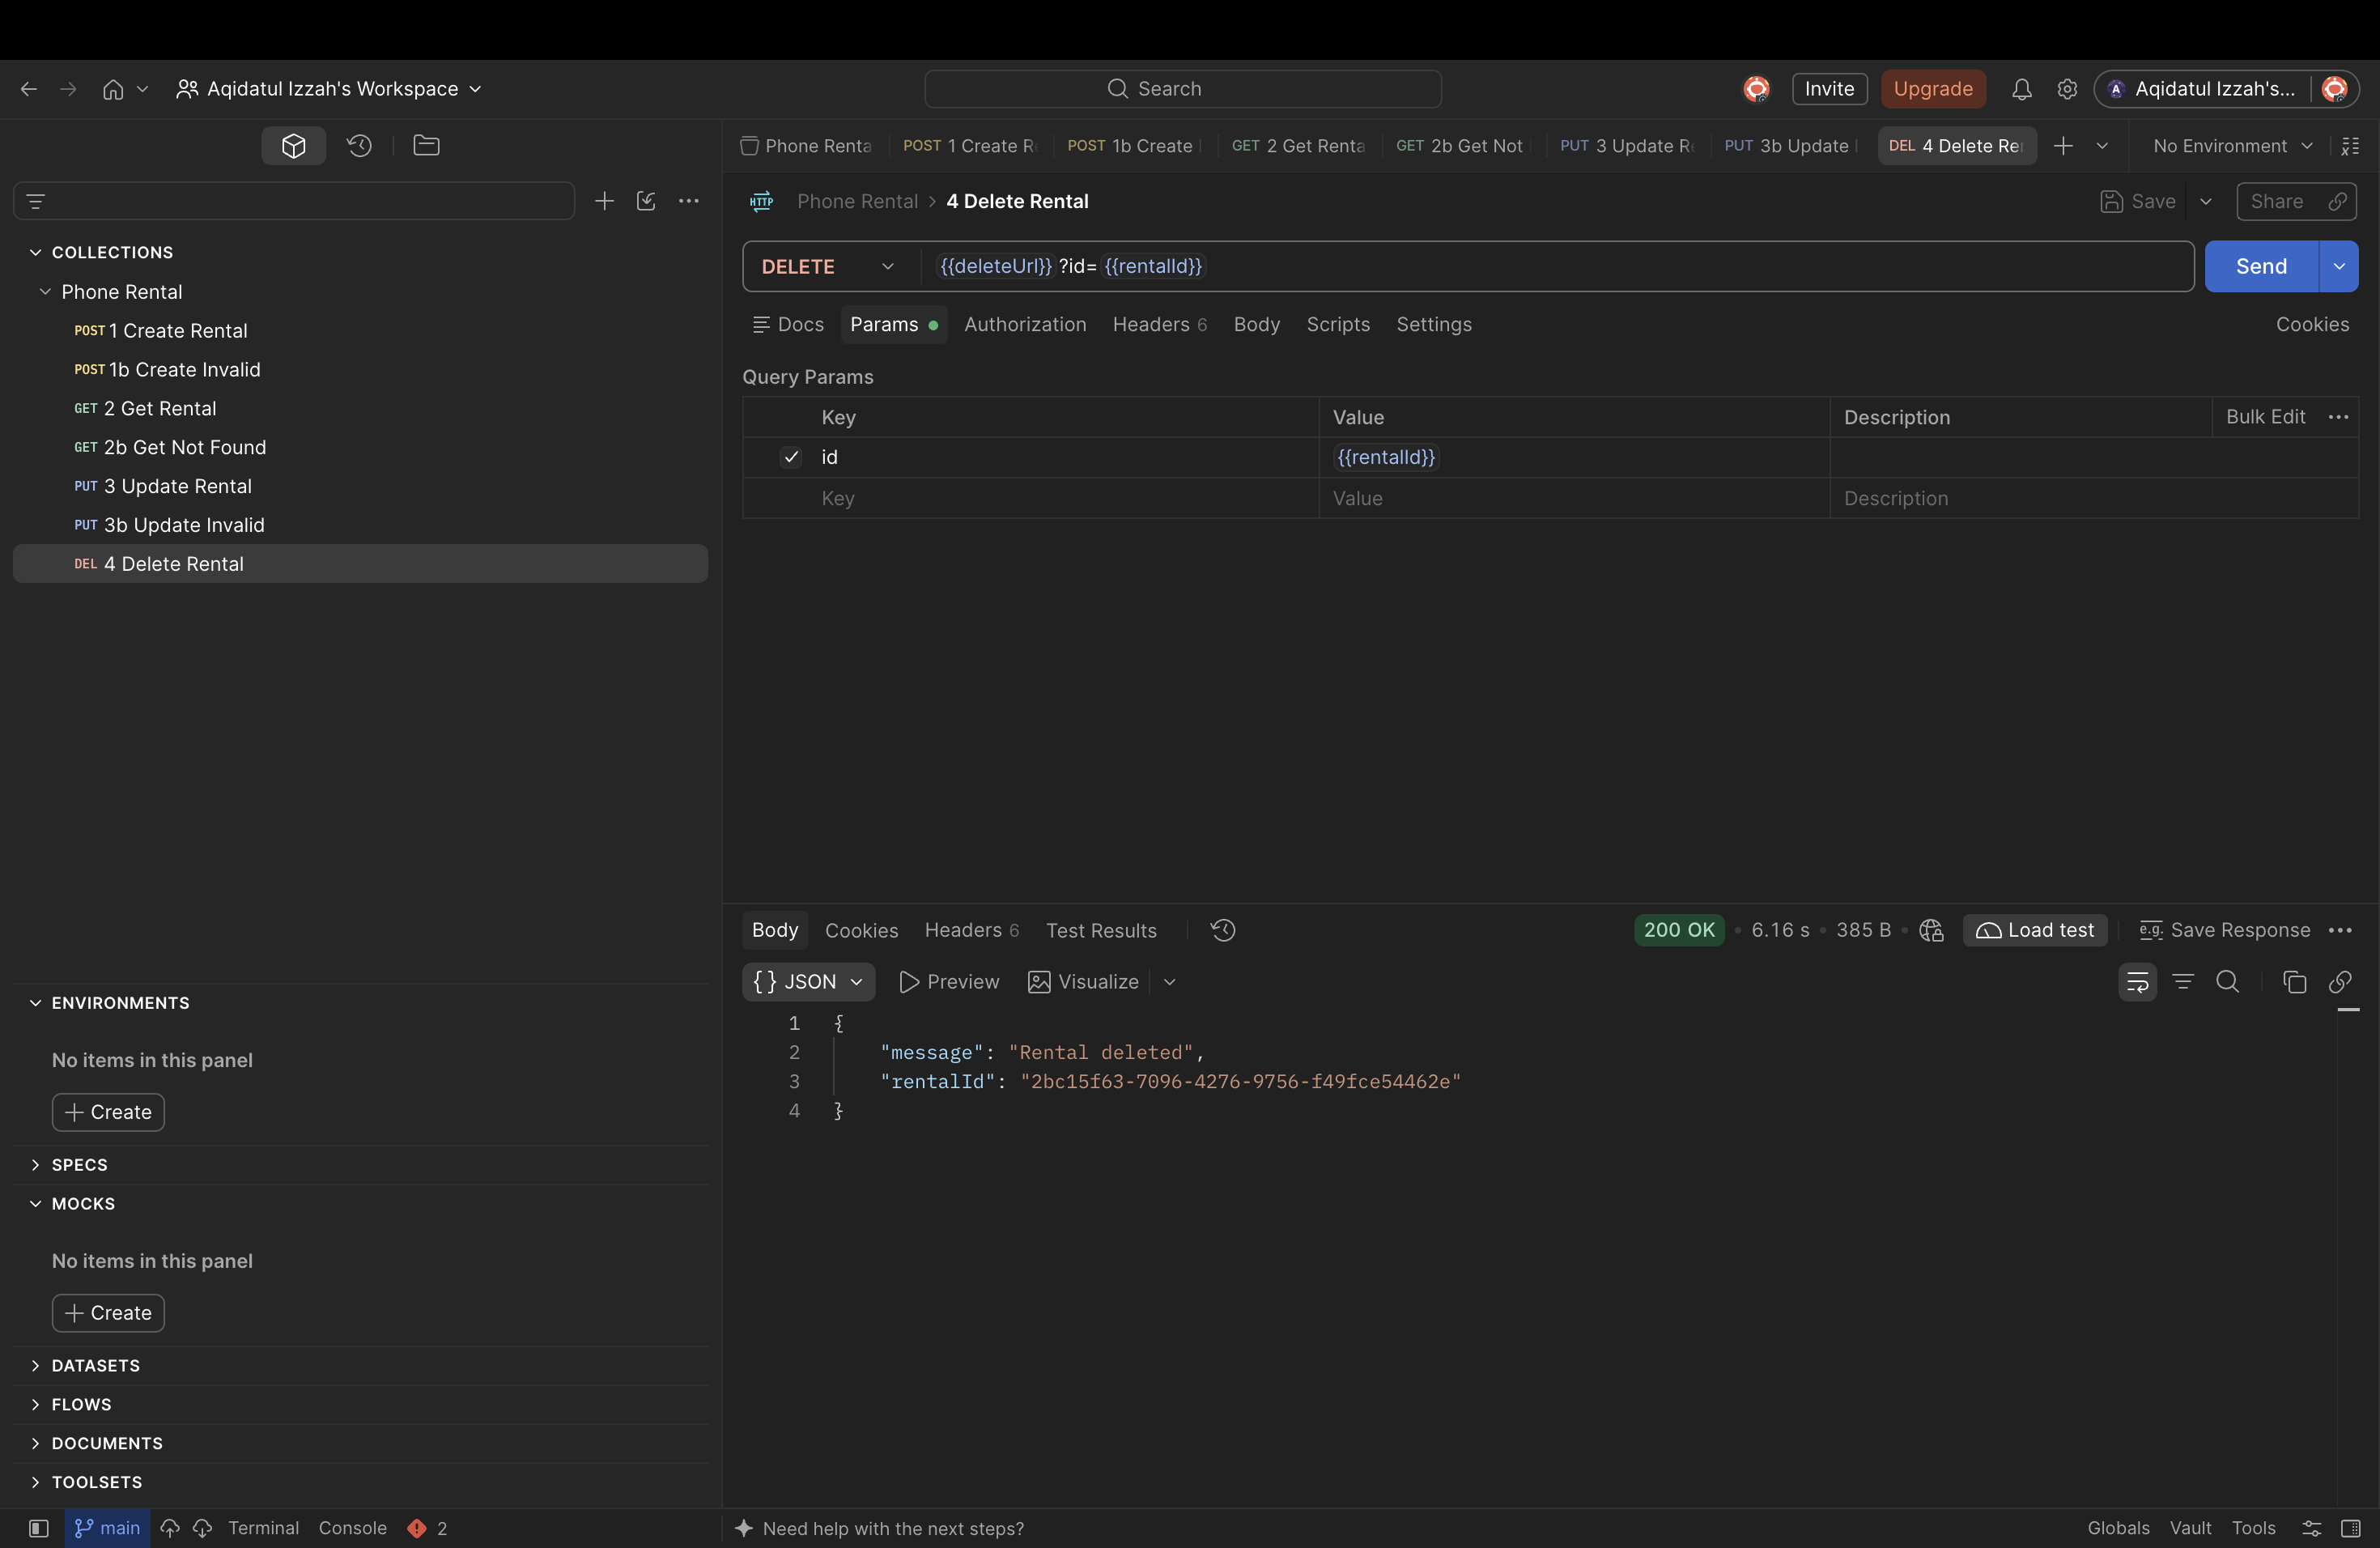 Aqidatul Izzah's Workspace
Search
Invite
Upgrade
A
Aqidatul Izzah's...
Phone Renta
POST 1 Create Re
POST 1b Create I
GET 2 Get Renta
GET 2b Get Not
PUT 3 Update Re
PUT 3b Update I
DEL 4 Delete Ren
No Environment
COLLECTIONS
Phone Rental
POST 1 Create Rental
POST 1b Create Invalid
GET 2 Get Rental
GET 2b Get Not Found
PUT 3 Update Rental
PUT 3b Update Invalid
DEL 4 Delete Rental
ENVIRONMENTS
No items in this panel
Create
SPECS
MOCKS
No items in this panel
Create
DATASETS
FLOWS
DOCUMENTS
TOOLSETS
HTTP Phone Rental > 4 Delete Rental
Save
Share
DELETE
{{deleteUrl}} ?id= {{rentalId}}
Send
Docs Params Authorization Headers 6 Body Scripts Settings
Cookies
Query Params
Key Value Description Bulk Edit
id {{rentalId}}
Key Value Description
Body Cookies Headers 6 Test Results
200 OK • 6.16 s • 385 B •
Load test
e.g. Save Response
{} JSON Preview Visualize
1 {
2 "message": "Rental deleted",
3 "rentalId": "2bc15f63-7096-4276-9756-f49fce54462e"
4 }
main Terminal Console 2
Need help with the next steps?
Globals Vault Tools